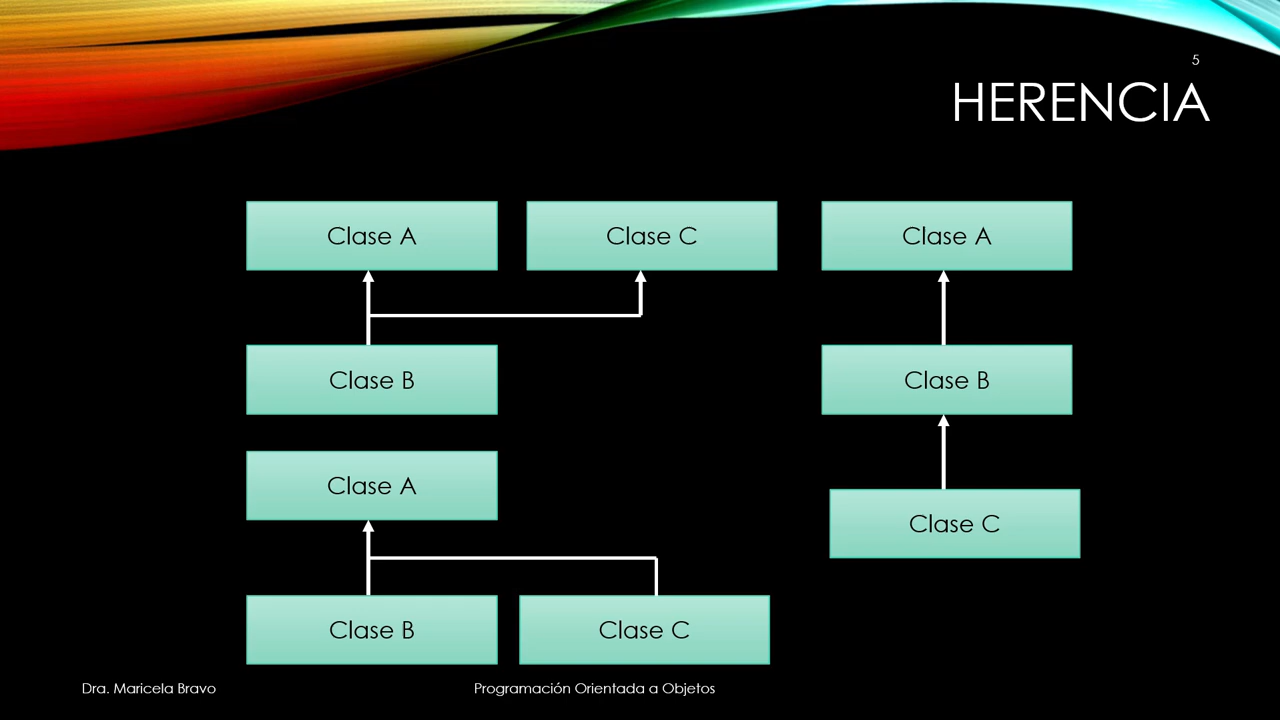 5
HERENCIA
Clase A
Clase C
Clase B
Clase A
Clase B
Clase C
Clase A
Clase B
Clase C
Dra. Maricela Bravo
Programación Orientada a Objetos